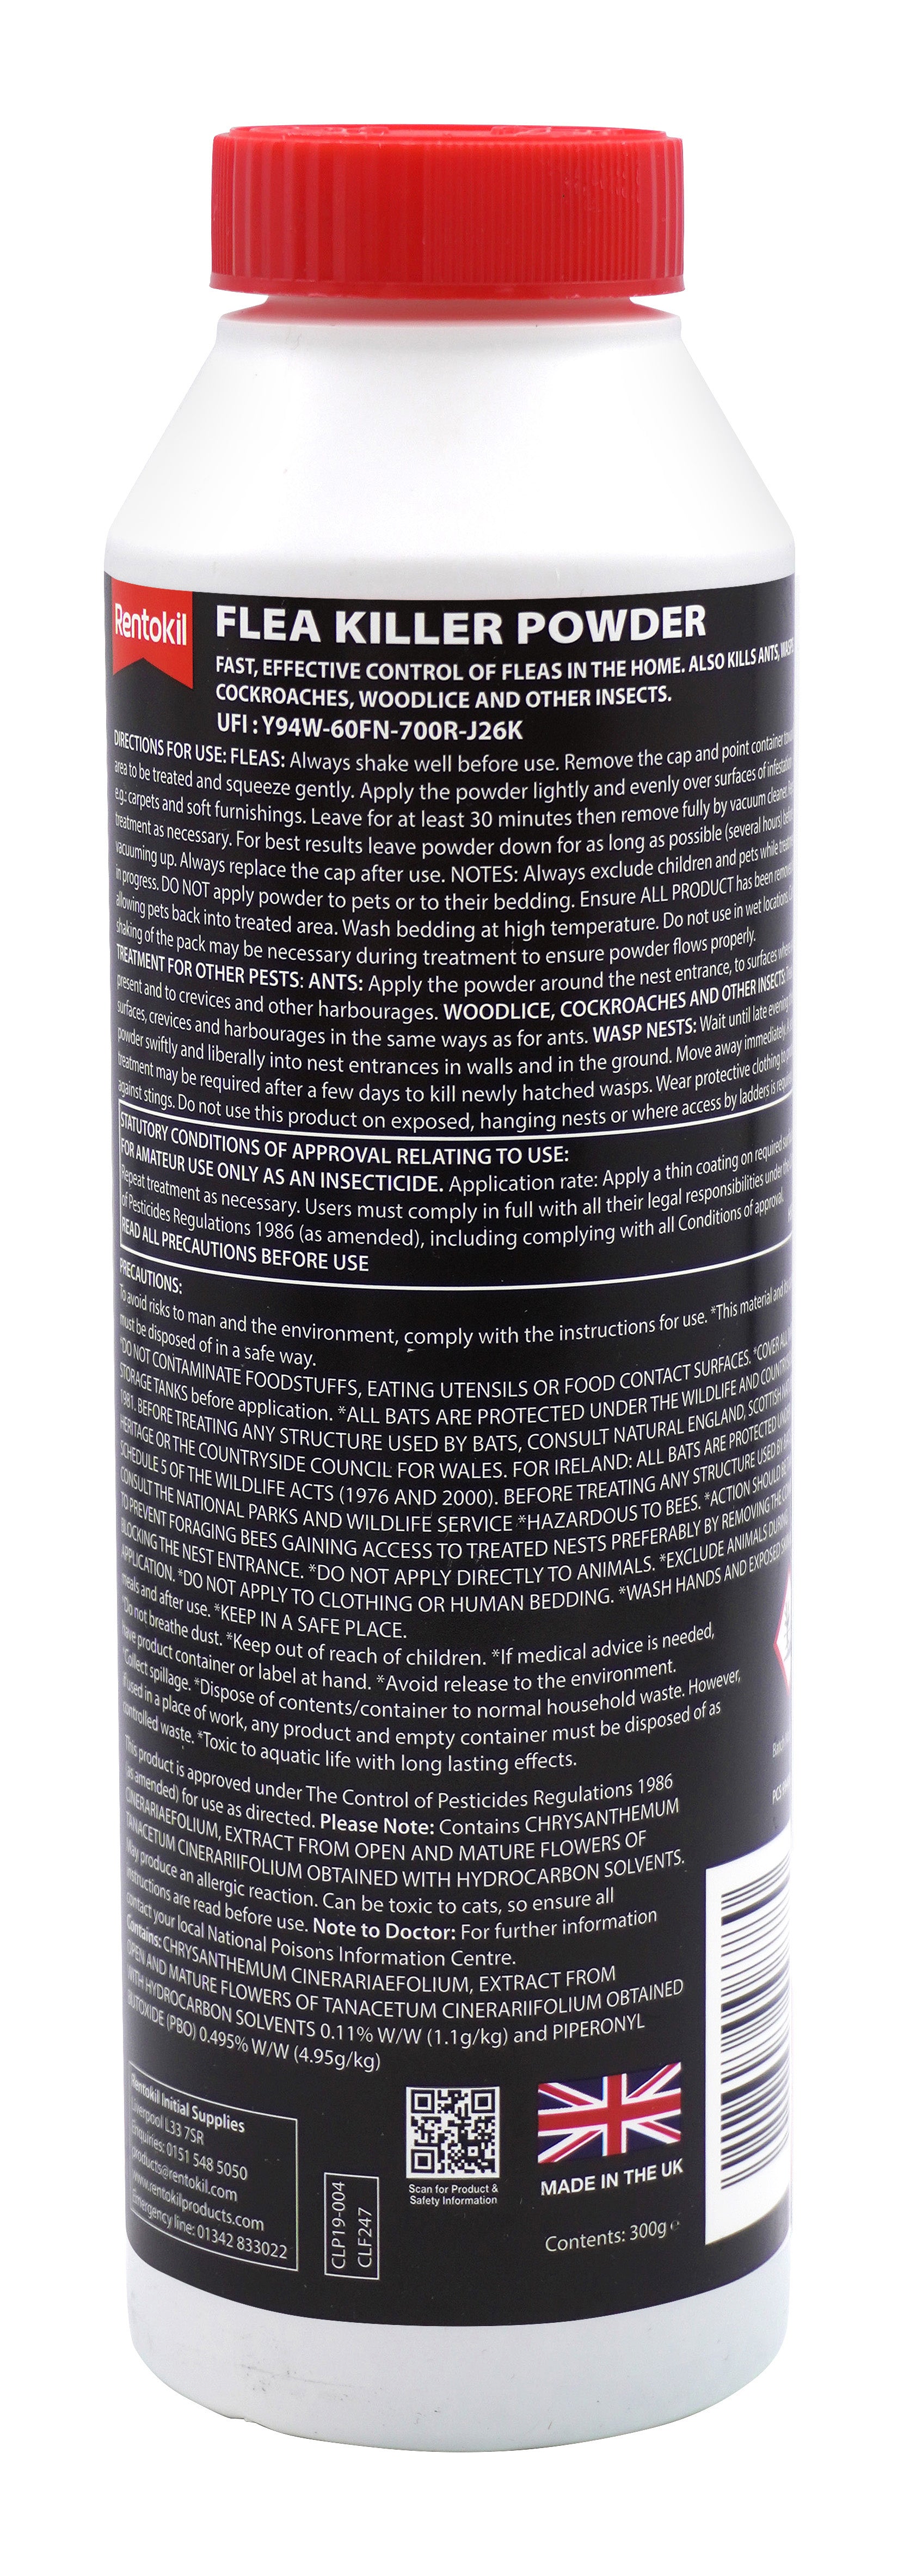 Rentokil
FLEA KILLER POWDER
FAST, EFFECTIVE CONTROL OF FLEAS IN THE HOME. ALSO KILLS ANTS,
COCKROACHES, WOODLICE AND OTHER INSECTS.
UFI : Y94W-60FN-700R-J26K
DIRECTIONS FOR USE: FLEAS: Always shake well before use. Remove the cap and point container
area to be treated and squeeze gently. Apply the powder lightly and evenly over surfaces of
e.g.: carpets and soft furnishings. Leave for at least 30 minutes then remove fully by vacuum cleaner.
treatment as necessary. For best results leave powder down for as long as possible (several hours)
vacuuming up. Always replace the cap after use. NOTES: Always exclude children and pets while
in progress. DO NOT apply powder to pets or to their bedding. Ensure ALL PRODUCT has been
allowing pets back into treated area. Wash bedding at high temperature. Do not use in wet locations.
shaking of the pack may be necessary during treatment to ensure powder flows properly.
TREATMENT FOR OTHER PESTS: ANTS: Apply the powder around the nest entrance, to surfaces
present and to crevices and other harbourages. WOODLICE, COCKROACHES AND OTHER INSECTS:
surfaces, crevices and harbourages in the same ways as for ants. WASP NESTS: Wait until late evening
powder swiftly and liberally into nest entrances in walls and in the ground. Move away immediately.
treatment may be required after a few days to kill newly hatched wasps. Wear protective clothing
against stings. Do not use this product on exposed, hanging nests or where access by ladders is
STATUTORY CONDITIONS OF APPROVAL RELATING TO USE:
FOR AMATEUR USE ONLY AS AN INSECTICIDE. Application rate: Apply a thin coating on required
Repeat treatment as necessary. Users must comply in full with all their legal responsibilities under the
of Pesticides Regulations 1986 (as amended), including complying with all Conditions of approval.
READ ALL PRECAUTIONS BEFORE USE
PRECAUTIONS:
To avoid risks to man and the environment, comply with the instructions for use. *This material and
must be disposed of in a safe way.
*DO NOT CONTAMINATE FOODSTUFFS, EATING UTENSILS OR FOOD CONTACT SURFACES. *COVER ALL
STORAGE TANKS before application. *ALL BATS ARE PROTECTED UNDER THE WILDLIFE AND
1981. BEFORE TREATING ANY STRUCTURE USED BY BATS, CONSULT NATURAL ENGLAND, SCOTTISH
HERITAGE OR THE COUNTRYSIDE COUNCIL FOR WALES. FOR IRELAND: ALL BATS ARE PROTECTED
SCHEDULE 5 OF THE WILDLIFE ACTS (1976 AND 2000). BEFORE TREATING ANY STRUCTURE USED BY
CONSULT THE NATIONAL PARKS AND WILDLIFE SERVICE *HAZARDOUS TO BEES. *ACTION SHOULD BE
TO PREVENT FORAGING BEES GAINING ACCESS TO TREATED NESTS PREFERABLY BY REMOVING THE
BLOCKING THE NEST ENTRANCE. *DO NOT APPLY DIRECTLY TO ANIMALS. *EXCLUDE ANIMALS DURING
APPLICATION. *DO NOT APPLY TO CLOTHING OR HUMAN BEDDING. *WASH HANDS AND EXPOSED
meals and after use. *KEEP IN A SAFE PLACE.
*Do not breathe dust. *Keep out of reach of children. *If medical advice is needed,
have product container or label at hand. *Avoid release to the environment.
*Collect spillage. *Dispose of contents/container to normal household waste. However,
if used in a place of work, any product and empty container must be disposed of as
controlled waste. *Toxic to aquatic life with long lasting effects.
This product is approved under The Control of Pesticides Regulations 1986
(as amended) for use as directed. Please Note: Contains CHRYSANTHEMUM
CINERARIAEFOLIUM, EXTRACT FROM OPEN AND MATURE FLOWERS OF
TANACETUM CINERARIIFOLIUM OBTAINED WITH HYDROCARBON SOLVENTS.
May produce an allergic reaction. Can be toxic to cats, so ensure all
instructions are read before use. Note to Doctor: For further information
contact your local National Poisons Information Centre.
Contains: CHRYSANTHEMUM CINERARIAEFOLIUM, EXTRACT FROM
OPEN AND MATURE FLOWERS OF TANACETUM CINERARIIFOLIUM OBTAINED
WITH HYDROCARBON SOLVENTS 0.11% W/W (1.1g/kg) and PIPERONYL
BUTOXIDE (PBO) 0.495% W/W (4.95g/kg)
Rentokil Initial Supplies
Liverpool L33 7SR
Enquiries: 0151 548 5050
products@rentokil.com
www.rentokilproducts.com
Emergency line: 01342 833022
CLP19-004
CLF247
Scan for Product &
Safety Information
MADE IN THE UK
Contents: 300g e